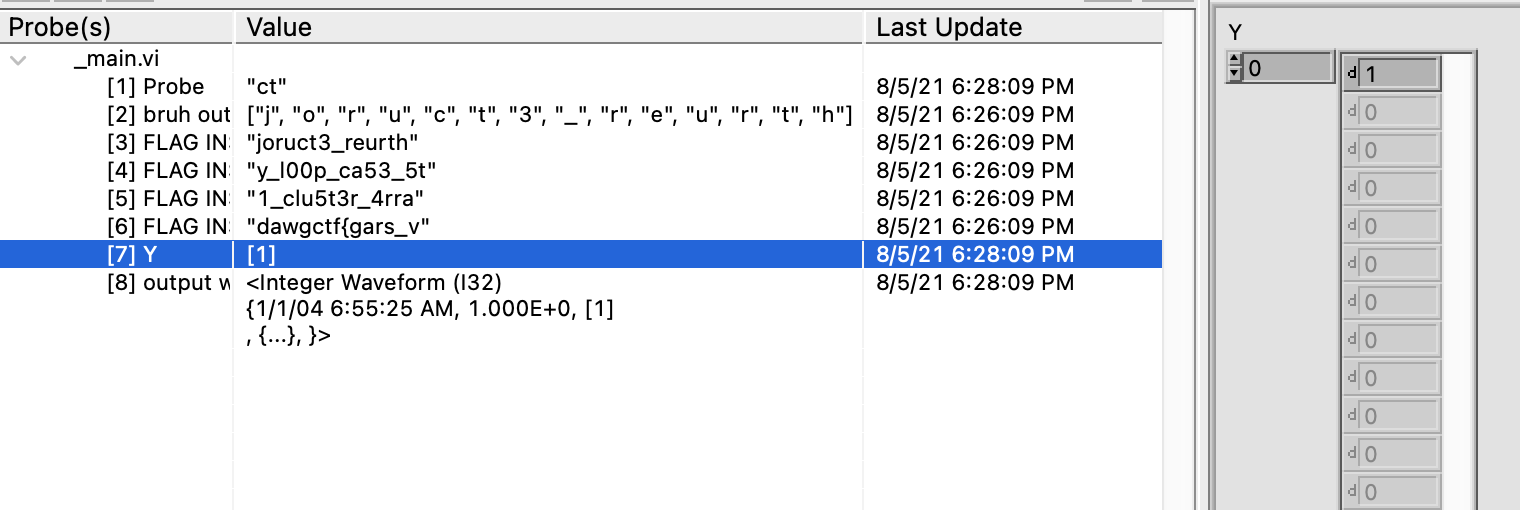 Probe(s) Value Last Update
_main.vi
[1] Probe "ct" 8/5/21 6:28:09 PM
[2] bruh out ["j", "o", "r", "u", "c", "t", "3", "_", "r", "e", "u", "r", "t", "h"] 8/5/21 6:26:09 PM
[3] FLAG IN "joruct3_reurth" 8/5/21 6:26:09 PM
[4] FLAG IN "y_l00p_ca53_5t" 8/5/21 6:26:09 PM
[5] FLAG IN "1_clu5t3r_4rra" 8/5/21 6:26:09 PM
[6] FLAG IN "dawgctf{gars_v" 8/5/21 6:26:09 PM
[7] Y [1] 8/5/21 6:28:09 PM
[8] output w <Integer Waveform (I32) 8/5/21 6:28:09 PM
{1/1/04 6:55:25 AM, 1.000E+0, [1]
, {...}, }>
Y
0
d 1
d 0
d 0
d 0
d 0
d 0
d 0
d 0
d 0
d 0
d 0
d 0